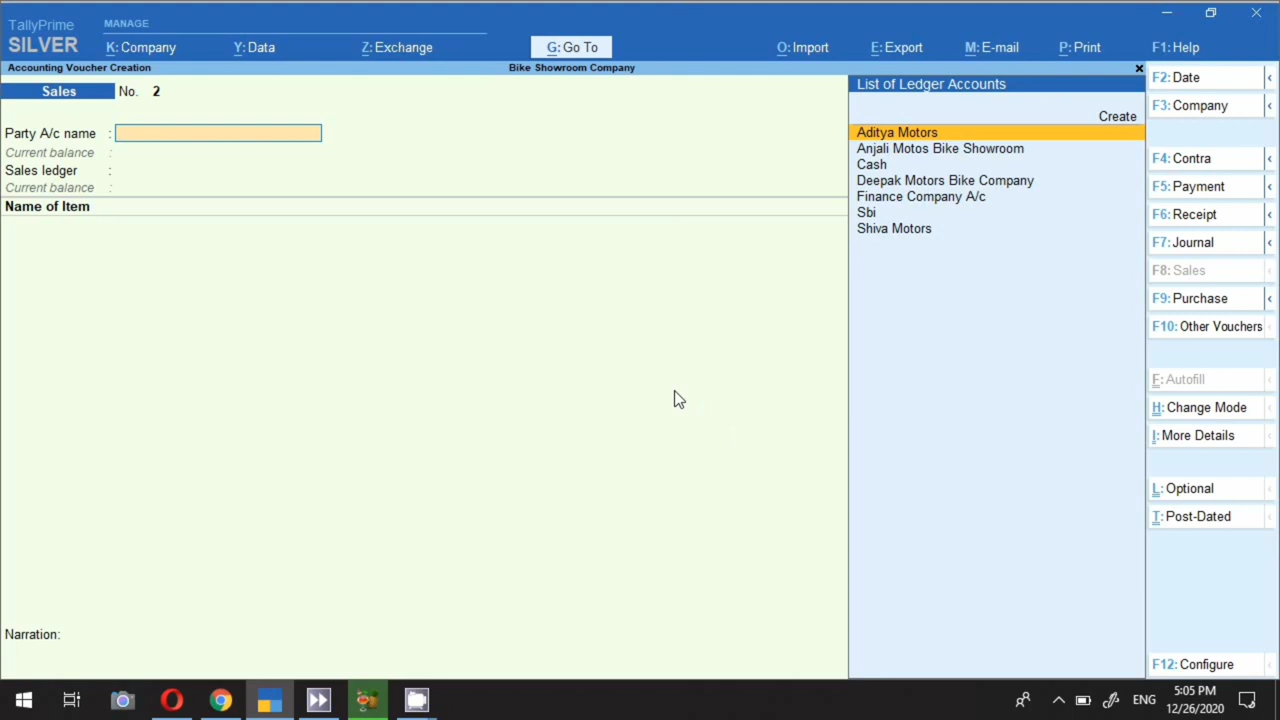 TallyPrime
SILVER
MANAGE
K: Company
Y: Data
Z: Exchange
G: Go To
O: Import
E: Export
M: E-mail
P: Print
F1: Help
Accounting Voucher Creation
Bike Showroom Company
Sales No. 2
Party A/c name :
Current balance :
Sales ledger :
Current balance :
Name of Item
Narration:
List of Ledger Accounts
Create
Aditya Motors
Anjali Motos Bike Showroom
Cash
Deepak Motors Bike Company
Finance Company A/c
Sbi
Shiva Motors
F2: Date
F3: Company
F4: Contra
F5: Payment
F6: Receipt
F7: Journal
F8: Sales
F9: Purchase
F10: Other Vouchers
F: Autofill
H: Change Mode
I: More Details
L: Optional
T: Post-Dated
F12: Configure
ENG
5:05 PM
12/26/2020